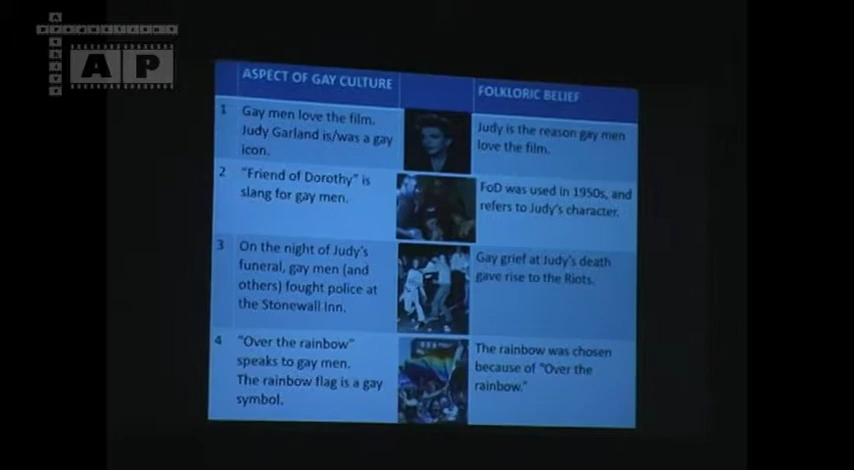 AP
ASPECT OF GAY CULTURE
FOLKLORIC BELIEF
1
Gay men love the film.
Judy Garland is/was a gay
icon.
Judy is the reason gay men
love the film.
2
"Friend of Dorothy" is
slang for gay men.
FoD was used in 1950s, and
refers to Judy's character.
3
On the night of Judy's
funeral, gay men (and
others) fought police at
the Stonewall Inn.
Gay grief at Judy's death
gave rise to the Riots.
4
"Over the rainbow"
speaks to gay men.
The rainbow flag is a gay
symbol.
The rainbow was chosen
because of "Over the
rainbow."